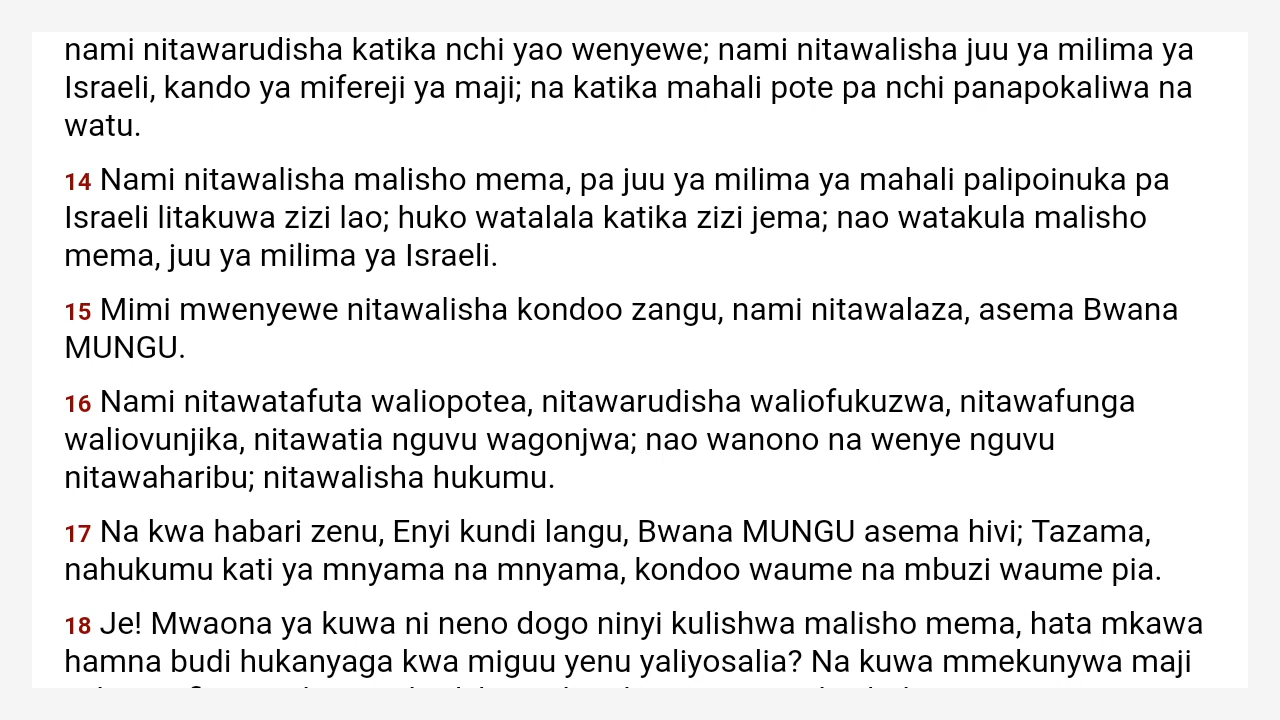 nami nitawarudisha katika nchi yao wenyewe; nami nitawalisha juu ya milima ya
Israeli, kando ya mifereji ya maji; na katika mahali pote pa nchi panapokaliwa na
watu.
14 Nami nitawalisha malisho mema, pa juu ya milima ya mahali palipoinuka pa
Israeli litakuwa zizi lao; huko watalala katika zizi jema; nao watakula malisho
mema, juu ya milima ya Israeli.
15 Mimi mwenyewe nitawalisha kondoo zangu, nami nitawalaza, asema Bwana
MUNGU.
16 Nami nitawatafuta waliopotea, nitawarudisha waliofukuzwa, nitawafunga
waliovunjika, nitawatia nguvu wagonjwa; nao wanono na wenye nguvu
nitawaharibu; nitawalisha hukumu.
17 Na kwa habari zenu, Enyi kundi langu, Bwana MUNGU asema hivi; Tazama,
nahukumu kati ya mnyama na mnyama, kondoo waume na mbuzi waume pia.
18 Je! Mwaona ya kuwa ni neno dogo ninyi kulishwa malisho mema, hata mkawa
hamna budi hukanyaga kwa miguu yenu yaliyosalia? Na kuwa mmekunywa maji